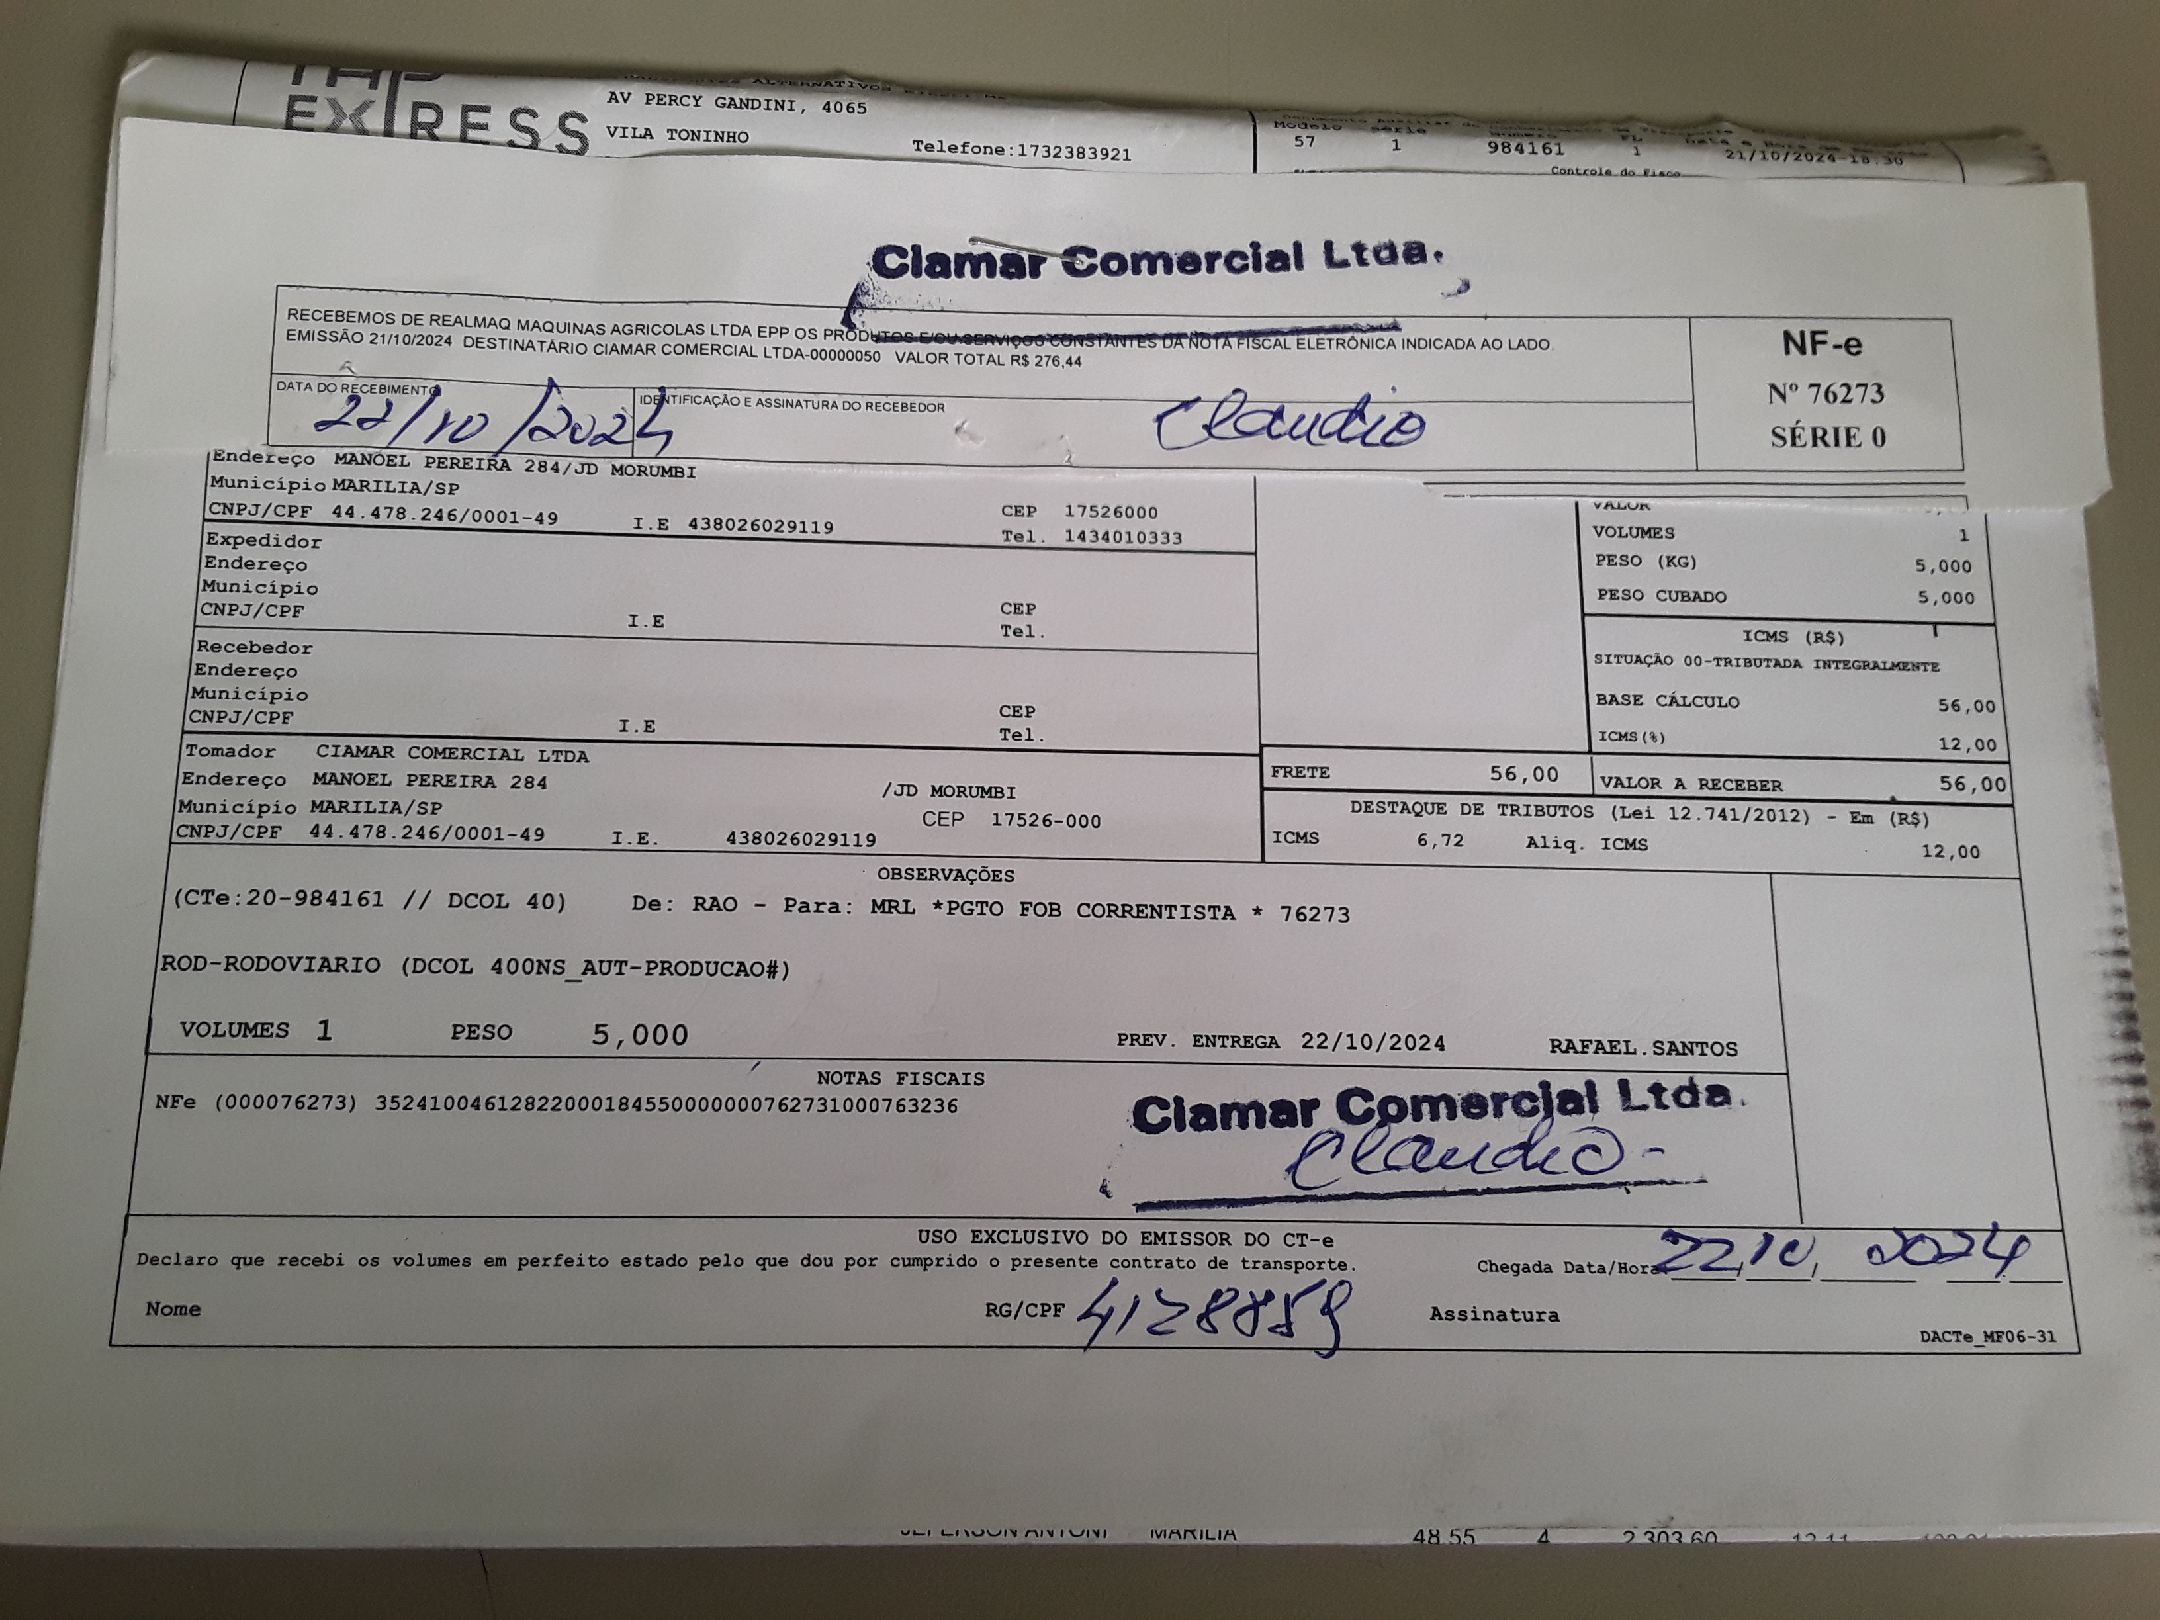 EXPRESS
AV PERCY GANDINI, 4065
VILA TONINHO Telefone:1732383921
Modelo Série
57 1 984161 1 21/10/2024-18:30
Controle do Fisco
Ciamar Comercial Ltda.
RECEBEMOS DE REALMAQ MAQUINAS AGRICOLAS LTDA EPP OS PRODUTOS E/OU SERVIÇOS CONSTANTES DA NOTA FISCAL ELETRÔNICA INDICADA AO LADO.
EMISSÃO 21/10/2024 DESTINATÁRIO CIAMAR COMERCIAL LTDA-00000050 VALOR TOTAL R$ 276,44
NF-e
Nº 76273
SÉRIE 0
DATA DO RECEBIMENTO
22/10/2024
IDENTIFICAÇÃO E ASSINATURA DO RECEBEDOR
Claudio
Endereço MANOEL PEREIRA 284/JD MORUMBI
Município MARILIA/SP CEP 17526000
CNPJ/CPF 44.478.246/0001-49 I.E 438026029119 Tel. 1434010333
Expedidor
Endereço
Município CEP
CNPJ/CPF I.E Tel.
Recebedor
Endereço
Município CEP
CNPJ/CPF I.E Tel.
Tomador CIAMAR COMERCIAL LTDA
Endereço MANOEL PEREIRA 284 /JD MORUMBI
Município MARILIA/SP CEP 17526-000
CNPJ/CPF 44.478.246/0001-49 I.E. 438026029119
VALOR
VOLUMES 1
PESO (KG) 5,000
PESO CUBADO 5,000
ICMS (R$)
SITUAÇÃO 00-TRIBUTADA INTEGRALMENTE
BASE CÁLCULO 56,00
ICMS(%) 12,00
FRETE 56,00 VALOR A RECEBER 56,00
DESTAQUE DE TRIBUTOS (Lei 12.741/2012) - Em (R$)
ICMS 6,72 Aliq. ICMS 12,00
OBSERVAÇÕES
(CTe:20-984161 // DCOL 40) De: RAO - Para: MRL *PGTO FOB CORRENTISTA * 76273
ROD-RODOVIARIO (DCOL 400NS_AUT-PRODUCAO#)
VOLUMES 1 PESO 5,000 PREV. ENTREGA 22/10/2024 RAFAEL.SANTOS
NOTAS FISCAIS
NFe (000076273) 35241004612822000184550000000762731000763236
Ciamar Comercial Ltda.
Claudio
USO EXCLUSIVO DO EMISSOR DO CT-e
Declaro que recebi os volumes em perfeito estado pelo que dou por cumprido o presente contrato de transporte. Chegada Data/Hora 22 10, 2024
Nome RG/CPF 4128859 Assinatura
DACTe_MF06-31
MARILIA 48,55 4 2.303,60